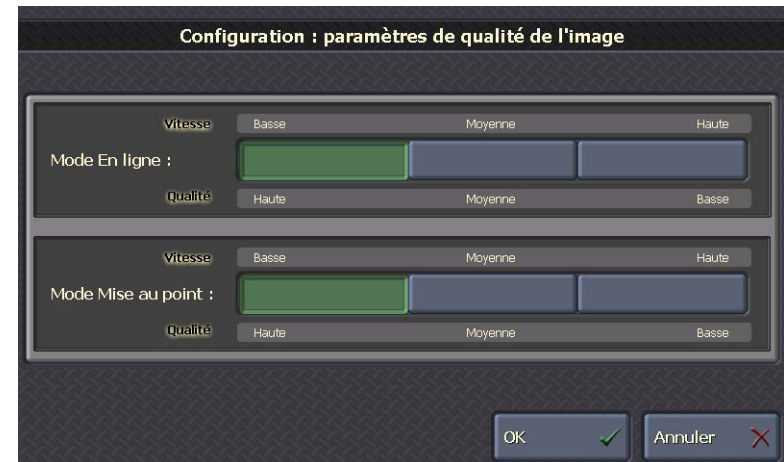 Configuration : paramètres de qualité de l'image
Vitesse Basse Moyenne Haute
Mode En ligne :
Qualité Haute Moyenne Basse
Vitesse Basse Moyenne Haute
Mode Mise au point :
Qualité Haute Moyenne Basse
OK Annuler